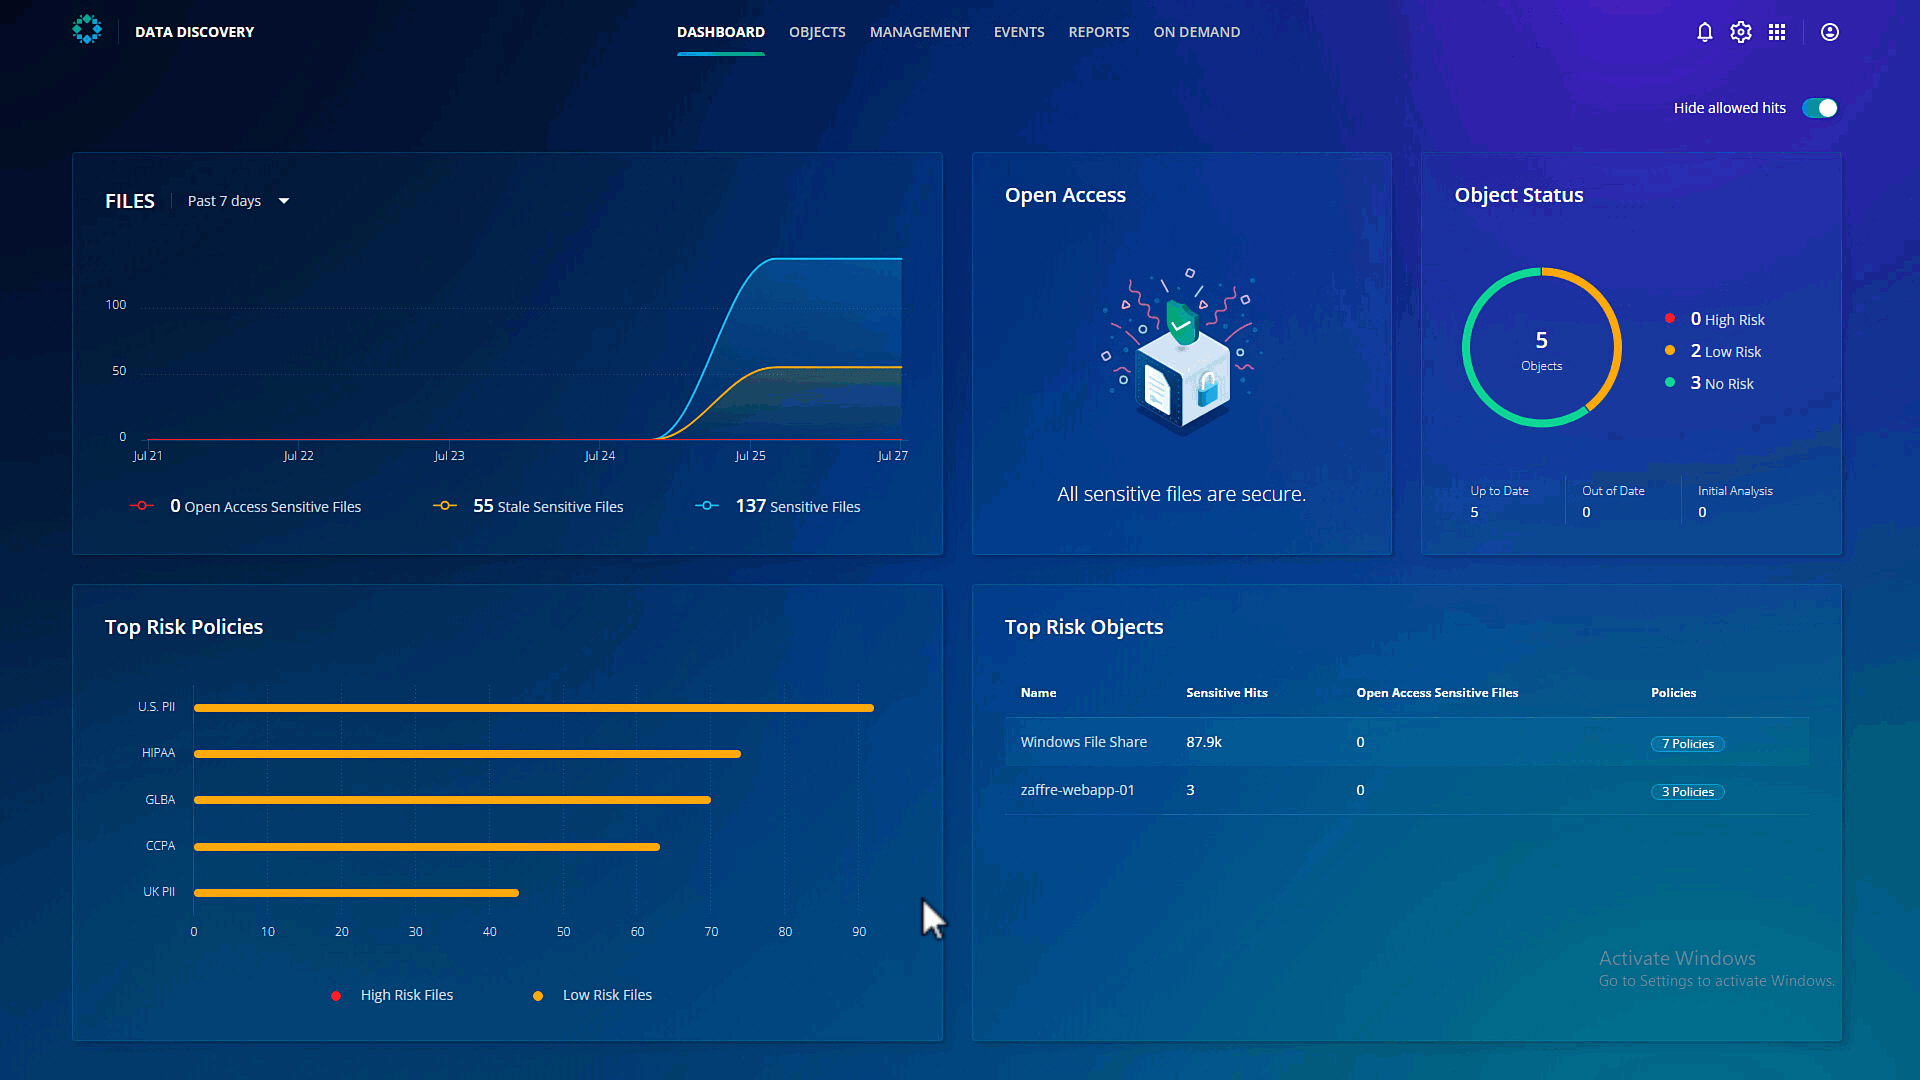 DATA DISCOVERY
DASHBOARD OBJECTS MANAGEMENT EVENTS REPORTS ON DEMAND
Hide allowed hits
FILES Past 7 days
100
50
0
Jul 21 Jul 22 Jul 23 Jul 24 Jul 25 Jul 27
0 Open Access Sensitive Files 55 Stale Sensitive Files 137 Sensitive Files
Open Access
All sensitive files are secure.
Object Status
5
Objects
0 High Risk
2 Low Risk
3 No Risk
Up to Date Out of Date Initial Analysis
5 0 0
Top Risk Policies
U.S. PII
HIPAA
GLBA
CCPA
UK PII
0 10 20 30 40 50 60 70 80 90
High Risk Files Low Risk Files
Top Risk Objects
Name Sensitive Hits Open Access Sensitive Files Policies
Windows File Share 87.9k 0 7 Policies
zaffre-webapp-01 3 0 3 Policies
Activate Windows
Go to Settings to activate Windows.